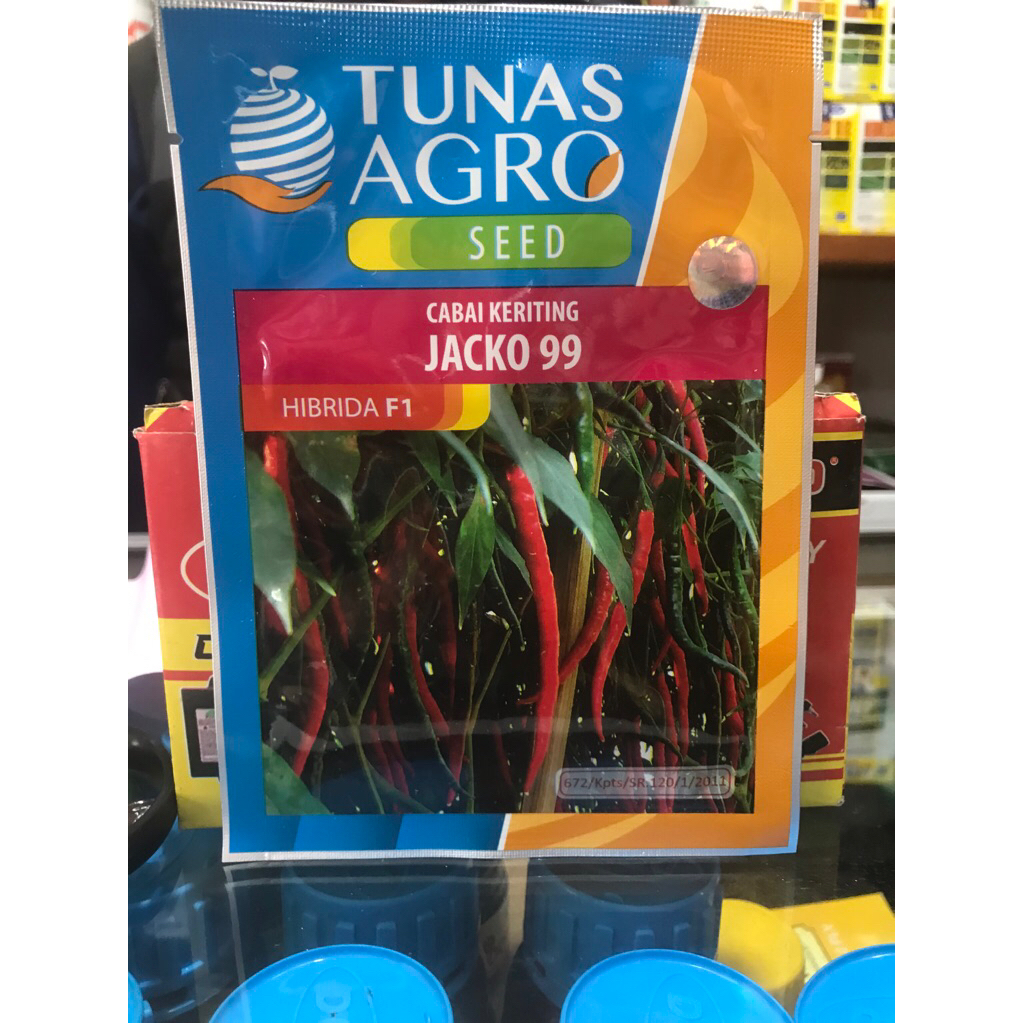 TUNAS
AGRO
SEED
CABAI KERITING
JACKO 99
HIBRIDA F1
672/Kpts/SR.120/1/2011